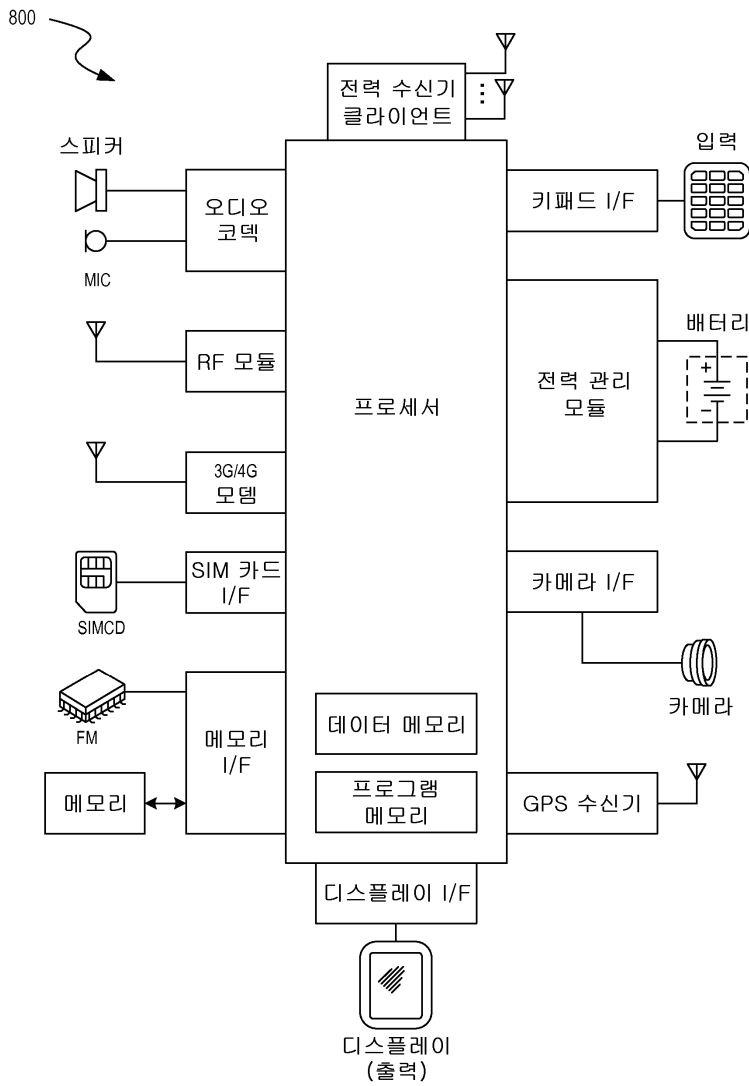 800
전력 수신기
클라이언트
스피커
오디오
코덱
MIC
입력
키패드 I/F
RF 모듈
배터리
+
−
전력 관리
모듈
프로세서
3G/4G
모뎀
SIM 카드
I/F
SIMCD
카메라 I/F
카메라
FM
메모리
I/F
메모리
데이터 메모리
프로그램
메모리
GPS 수신기
디스플레이 I/F
디스플레이
(출력)